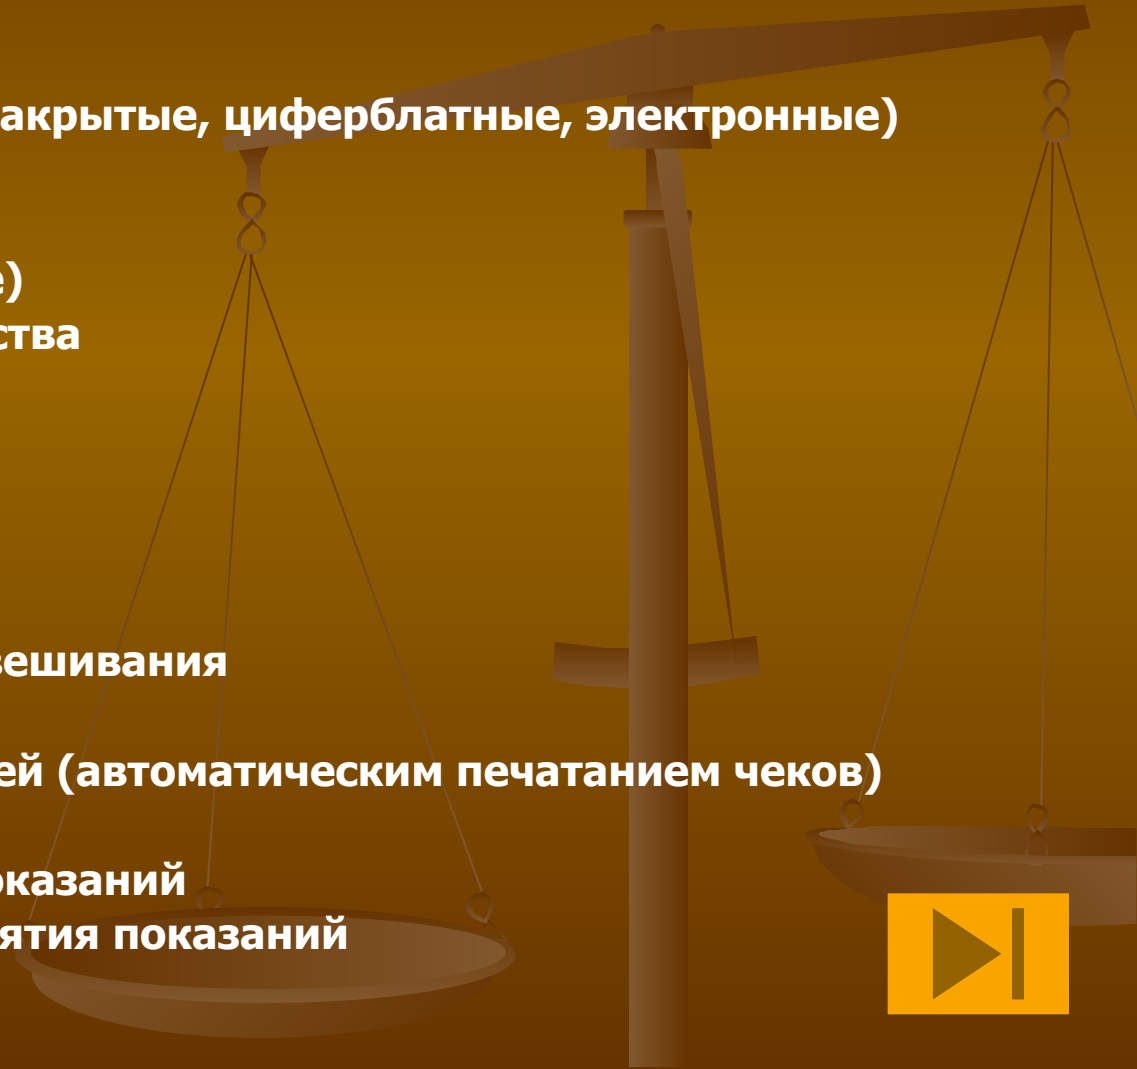 акрытые, циферблатные, электронные)
е)
ства
вешивания
ей (автоматическим печатанием чеков)
оказаний
ятия показаний